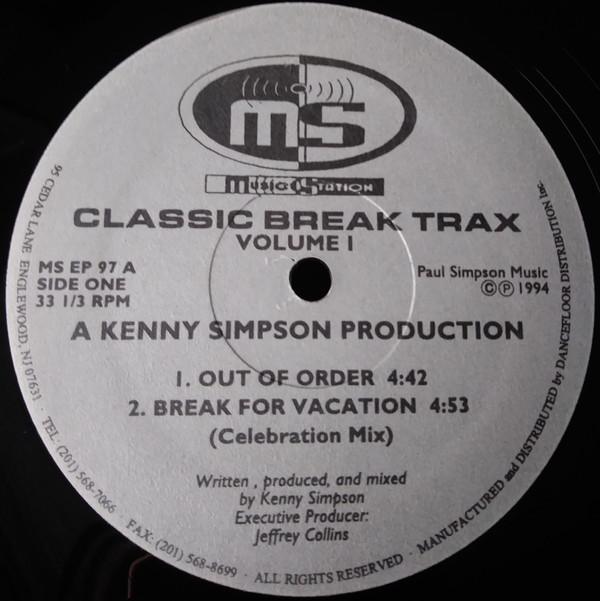 ms
Music Station
CLASSIC BREAK TRAX
VOLUME I
MS EP 97 A
SIDE ONE
33 1/3 RPM
Paul Simpson Music
© ℗ 1994
A KENNY SIMPSON PRODUCTION
1. OUT OF ORDER 4:42
2. BREAK FOR VACATION 4:53
(Celebration Mix)
Written , produced, and mixed
by Kenny Simpson
Executive Producer:
Jeffrey Collins
95 CEDAR LANE ENGLEWOOD, NJ 07631 · TEL: (201) 568-7066 FAX: (201) 568-8699 · ALL RIGHTS RESERVED · MANUFACTURED and DISTRIBUTED by DANCEFLOOR DISTRIBUTION Inc.